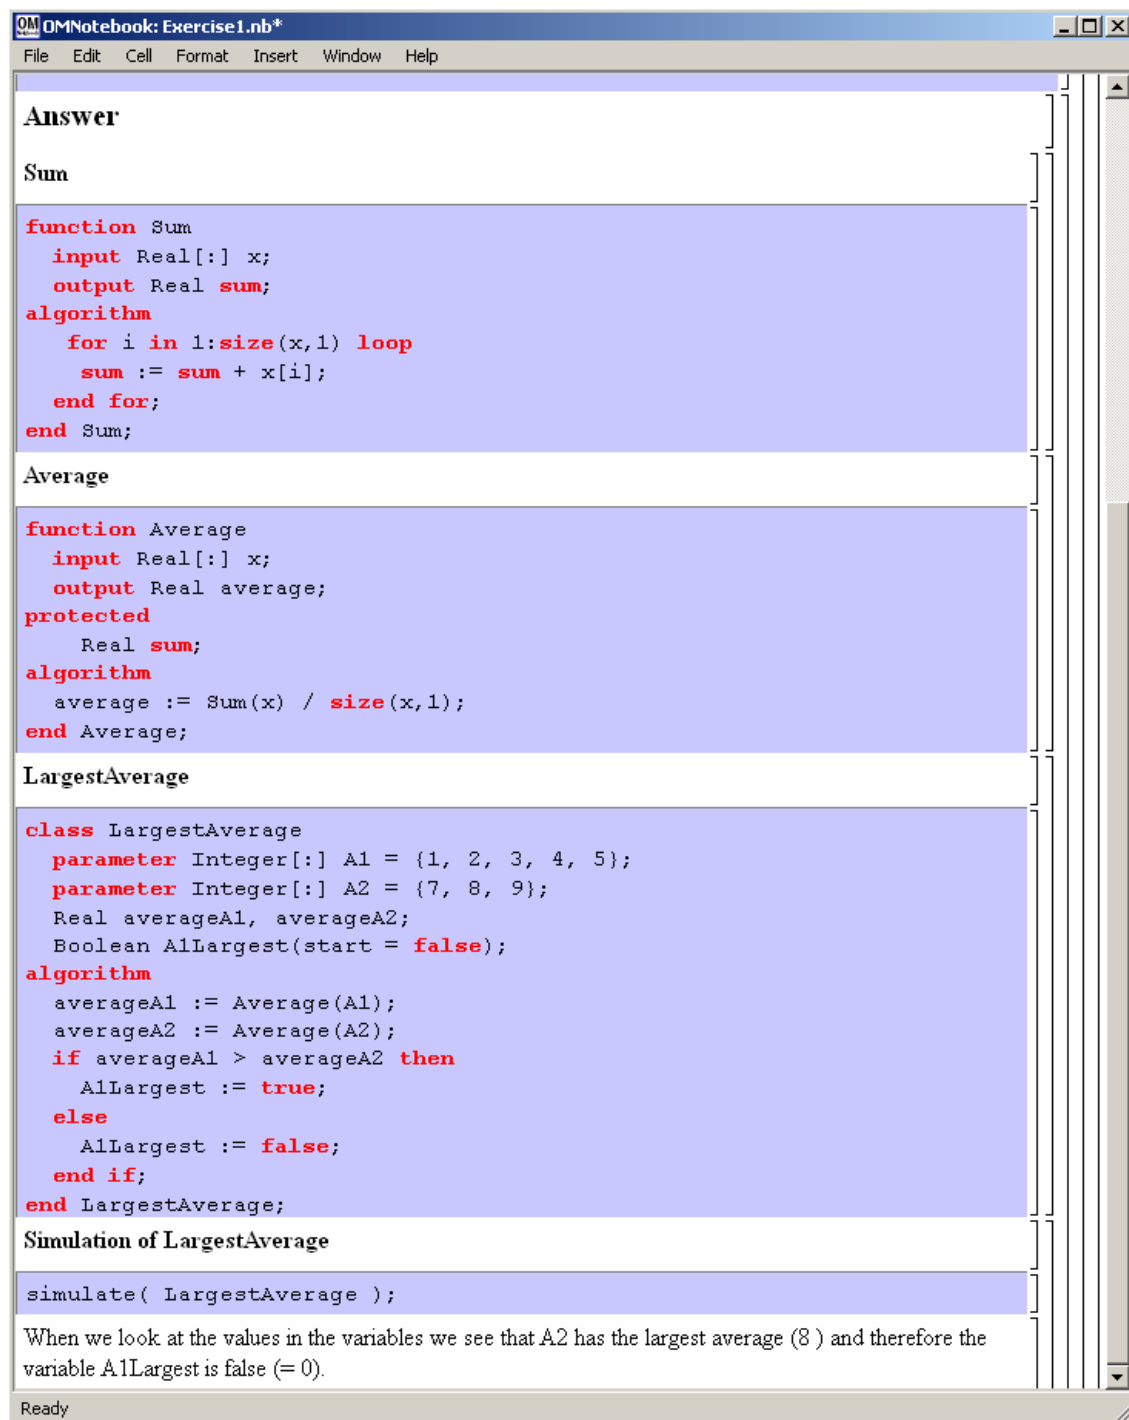 OMNotebook: Exercise1.nb*
File Edit Cell Format Insert Window Help
Answer
Sum
function Sum
  input Real[:] x;
  output Real sum;
algorithm
   for i in 1:size(x,1) loop
    sum := sum + x[i];
  end for;
end Sum;
Average
function Average
  input Real[:] x;
  output Real average;
protected
    Real sum;
algorithm
  average := Sum(x) / size(x,1);
end Average;
LargestAverage
class LargestAverage
  parameter Integer[:] A1 = {1, 2, 3, 4, 5};
  parameter Integer[:] A2 = {7, 8, 9};
  Real averageA1, averageA2;
  Boolean A1Largest(start = false);
algorithm
  averageA1 := Average(A1);
  averageA2 := Average(A2);
  if averageA1 > averageA2 then
    A1Largest := true;
  else
    A1Largest := false;
  end if;
end LargestAverage;
Simulation of LargestAverage
simulate( LargestAverage );
When we look at the values in the variables we see that A2 has the largest average (8 ) and therefore the
variable A1Largest is false (= 0).
Ready